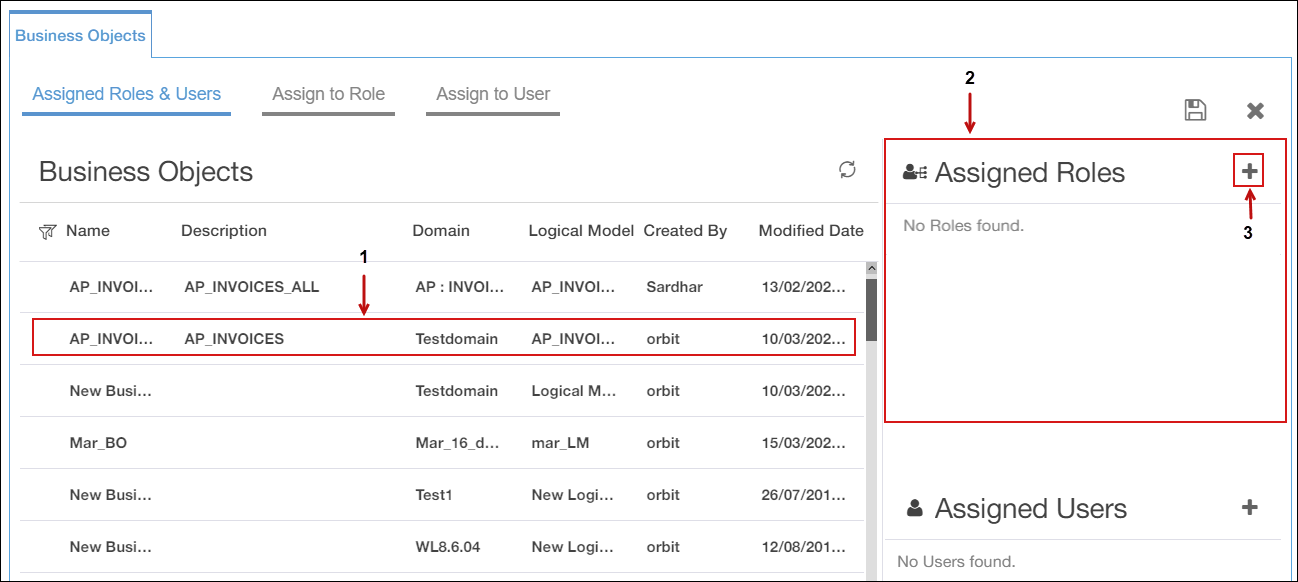 Business Objects
Assigned Roles & Users Assign to Role Assign to User
2
Business Objects
Assigned Roles
No Roles found.
3
Name Description Domain Logical Model Created By Modified Date
1
AP_INVOI... AP_INVOICES_ALL AP : INVOI... AP_INVOI... Sardhar 13/02/202...
AP_INVOI... AP_INVOICES Testdomain AP_INVOI... orbit 10/03/202...
New Busi... Testdomain Logical M... orbit 10/03/202...
Mar_BO Mar_16_d... mar_LM orbit 15/03/202...
New Busi... Test1 New Logi... orbit 26/07/201...
New Busi... WL8.6.04 New Logi... orbit 12/08/201...
Assigned Users
No Users found.